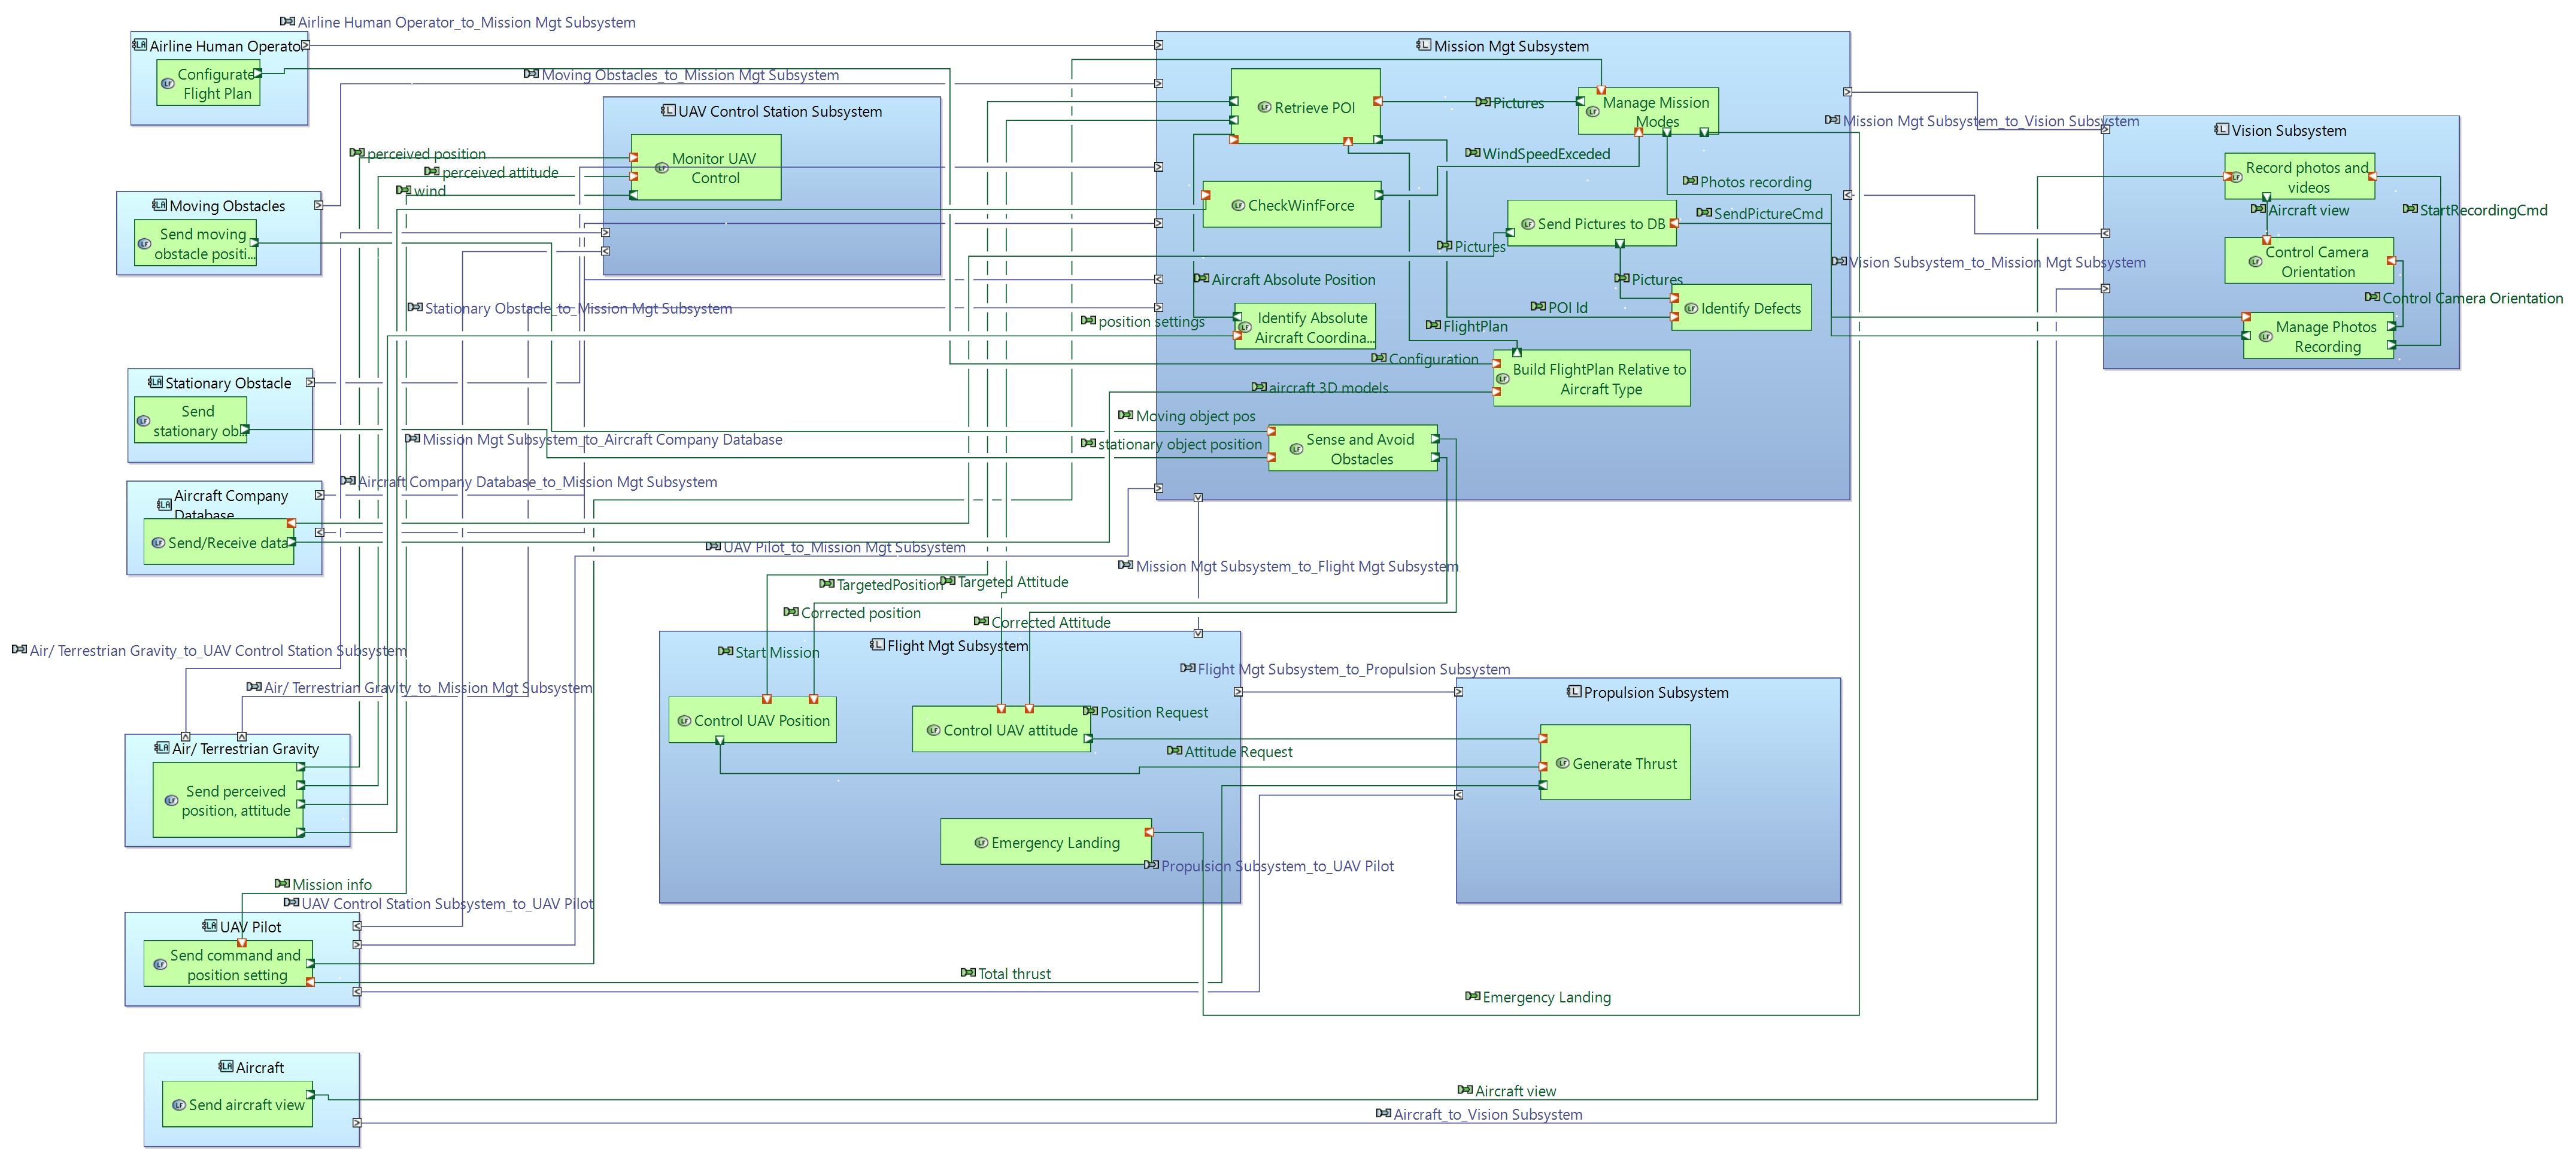 Airline Human Operator_to_Mission Mgt Subsystem
Airline Human Operato
Configurate
Flight Plan
Moving Obstacles_to_Mission Mgt Subsystem
UAV Control Station Subsystem
Monitor UAV
Control
perceived position
perceived attitude
wind
Moving Obstacles
Send moving
obstacle positi...
Stationary Obstacle_to_Mission Mgt Subsystem
Stationary Obstacle
Send
stationary ob...
Mission Mgt Subsystem_to_Aircraft Company Database
Aircraft Company Database_to_Mission Mgt Subsystem
Aircraft Company
Database
Send/Receive data
UAV Pilot_to_Mission Mgt Subsystem
Mission Mgt Subsystem
Retrieve POI
Pictures
Manage Mission
Modes
WindSpeedExceded
Photos recording
CheckWinfForce
Send Pictures to DB
SendPictureCmd
Pictures
Aircraft Absolute Position
Pictures
POI Id
Identify Defects
position settings
Identify Absolute
Aircraft Coordina...
FlightPlan
Configuration
Build FlightPlan Relative to
Aircraft Type
aircraft 3D models
Moving object pos
stationary object position
Sense and Avoid
Obstacles
Mission Mgt Subsystem_to_Vision Subsystem
Vision Subsystem_to_Mission Mgt Subsystem
Vision Subsystem
Record photos and
videos
Aircraft view
StartRecordingCmd
Control Camera
Orientation
Control Camera Orientation
Manage Photos
Recording
Mission Mgt Subsystem_to_Flight Mgt Subsystem
TargetedPosition
Targeted Attitude
Corrected position
Corrected Attitude
Air/ Terrestrian Gravity_to_UAV Control Station Subsystem
Air/ Terrestrian Gravity_to_Mission Mgt Subsystem
Air/ Terrestrian Gravity
Send perceived
position, attitude
Flight Mgt Subsystem
Start Mission
Control UAV Position
Control UAV attitude
Position Request
Attitude Request
Emergency Landing
Flight Mgt Subsystem_to_Propulsion Subsystem
Propulsion Subsystem
Generate Thrust
Propulsion Subsystem_to_UAV Pilot
Mission info
UAV Control Station Subsystem_to_UAV Pilot
UAV Pilot
Send command and
position setting
Total thrust
Emergency Landing
Aircraft
Send aircraft view
Aircraft view
Aircraft_to_Vision Subsystem